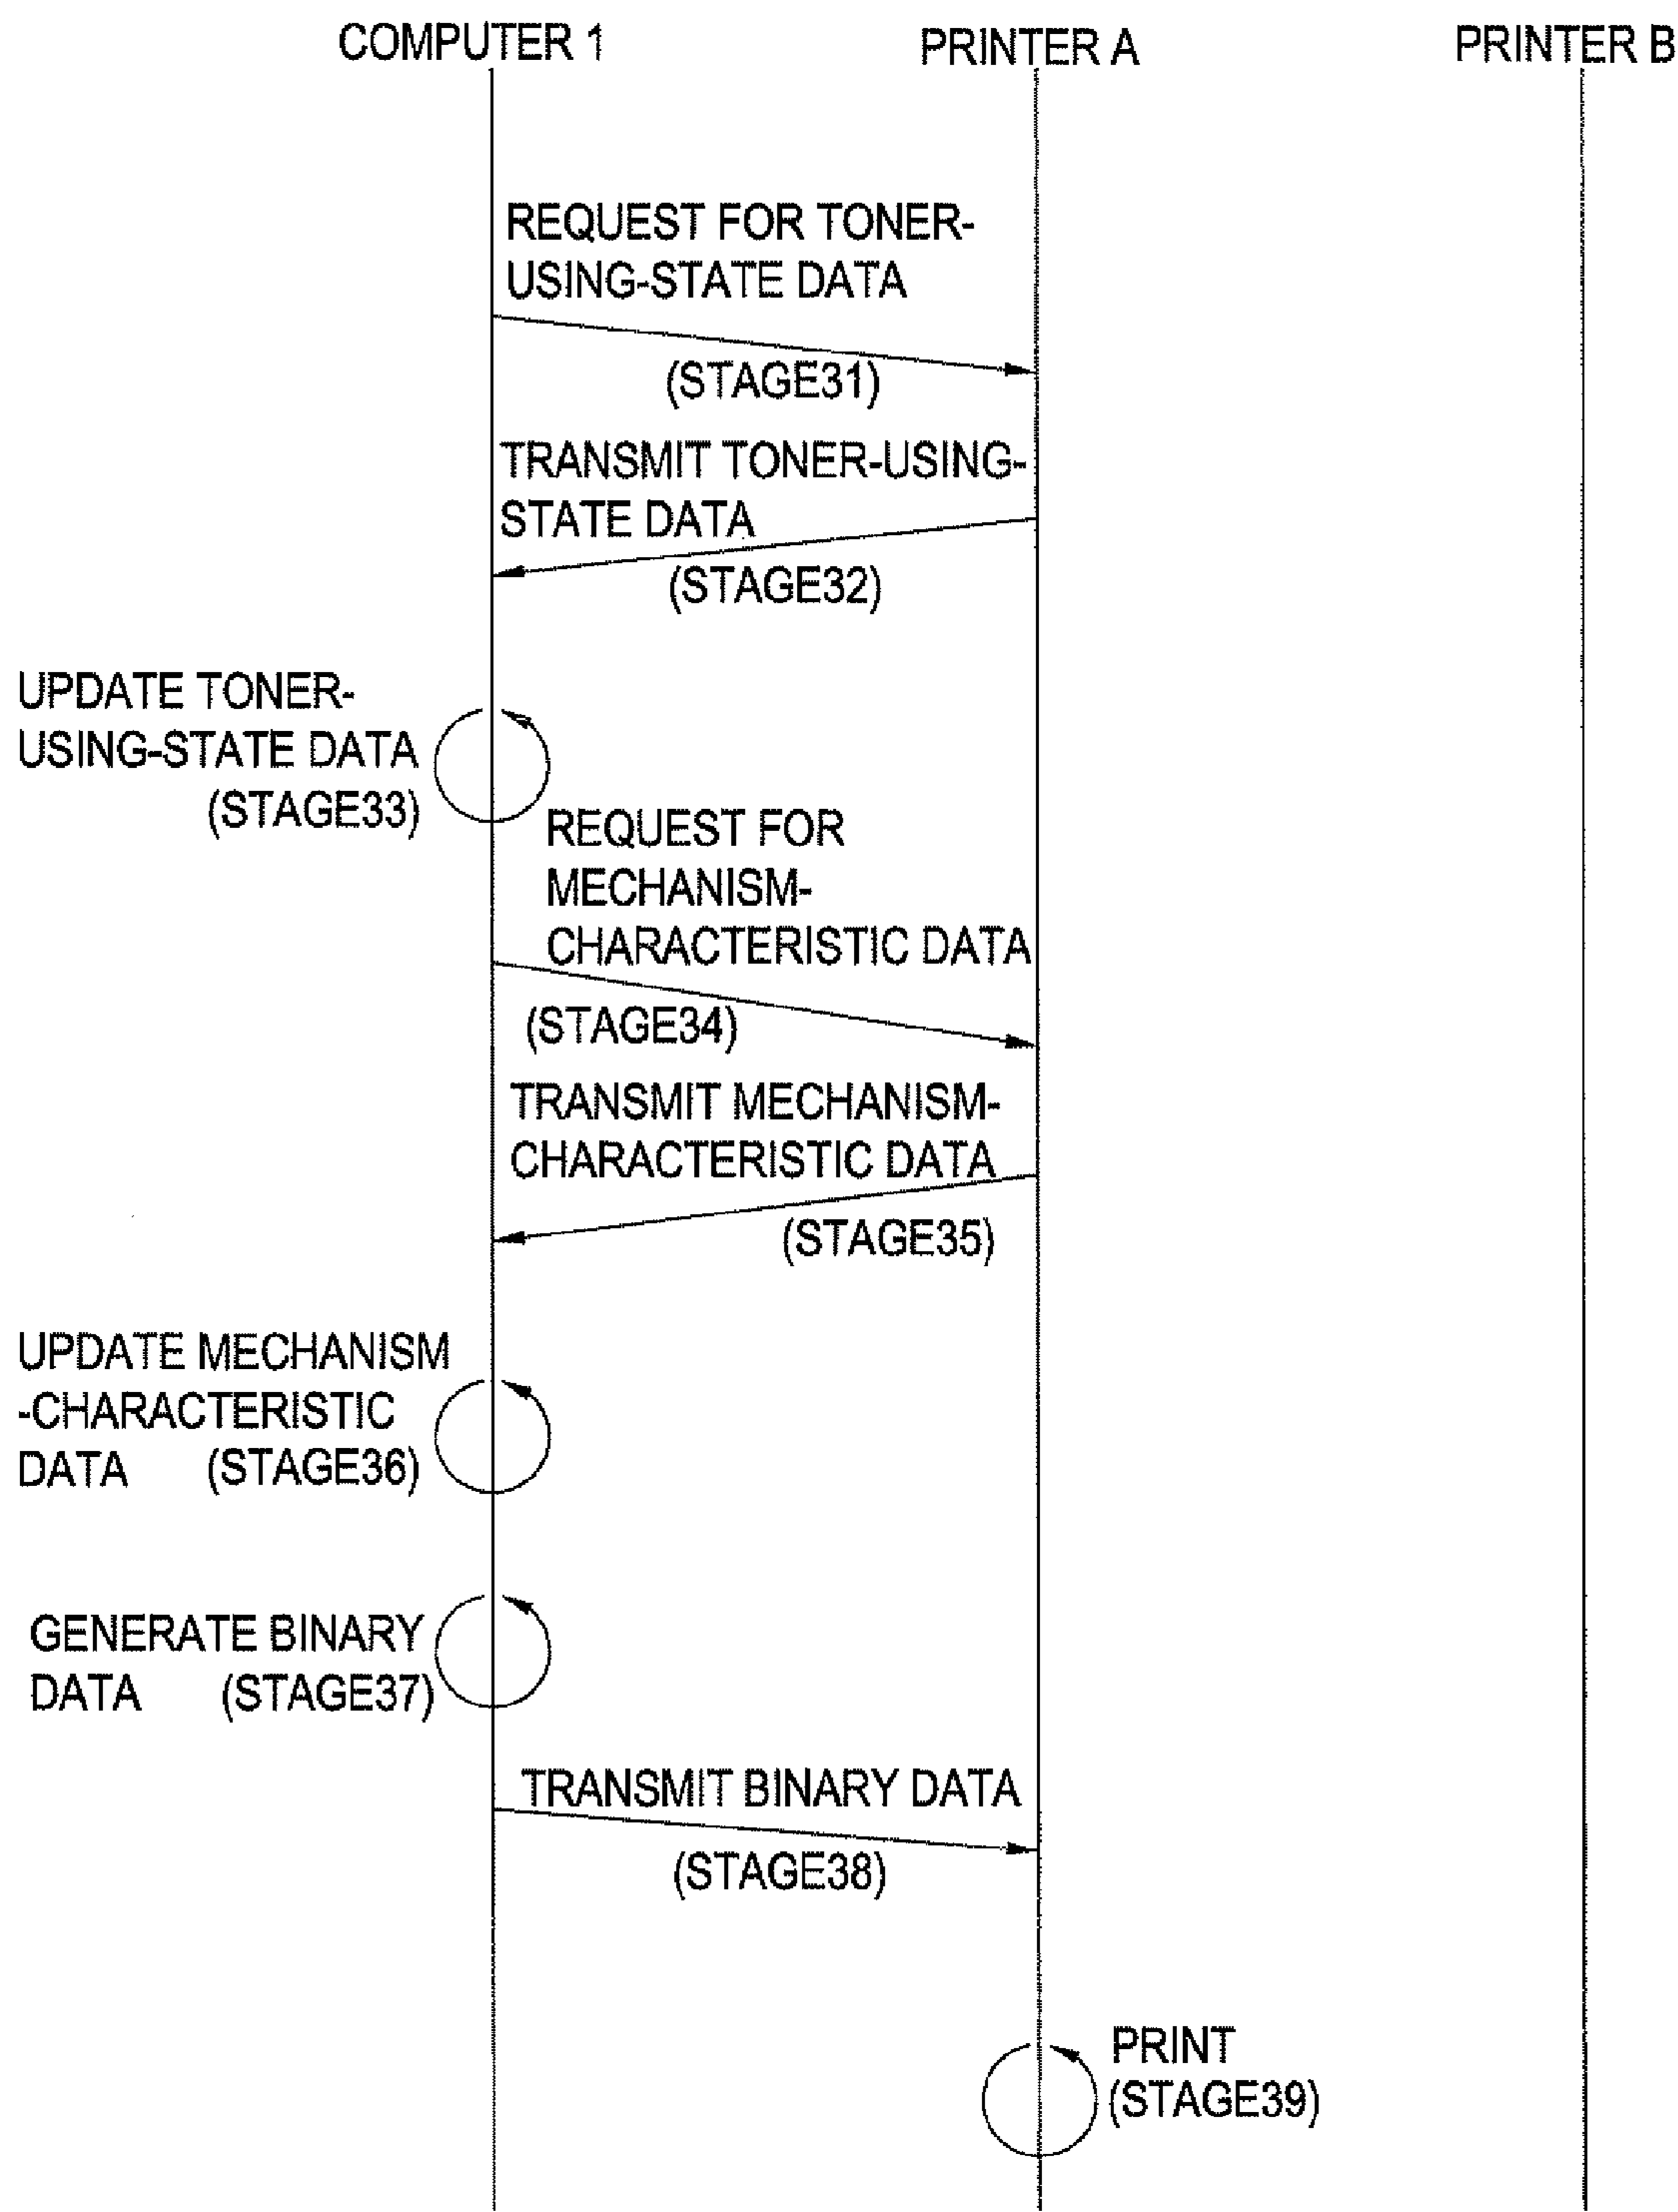 COMPUTER 1
PRINTER A
PRINTER B
REQUEST FOR TONER-
USING-STATE DATA
(STAGE31)
TRANSMIT TONER-USING-
STATE DATA
(STAGE32)
UPDATE TONER-
USING-STATE DATA
(STAGE33)
REQUEST FOR
MECHANISM-
CHARACTERISTIC DATA
(STAGE34)
TRANSMIT MECHANISM-
CHARACTERISTIC DATA
(STAGE35)
UPDATE MECHANISM
-CHARACTERISTIC
DATA (STAGE36)
GENERATE BINARY
DATA (STAGE37)
TRANSMIT BINARY DATA
(STAGE38)
PRINT
(STAGE39)